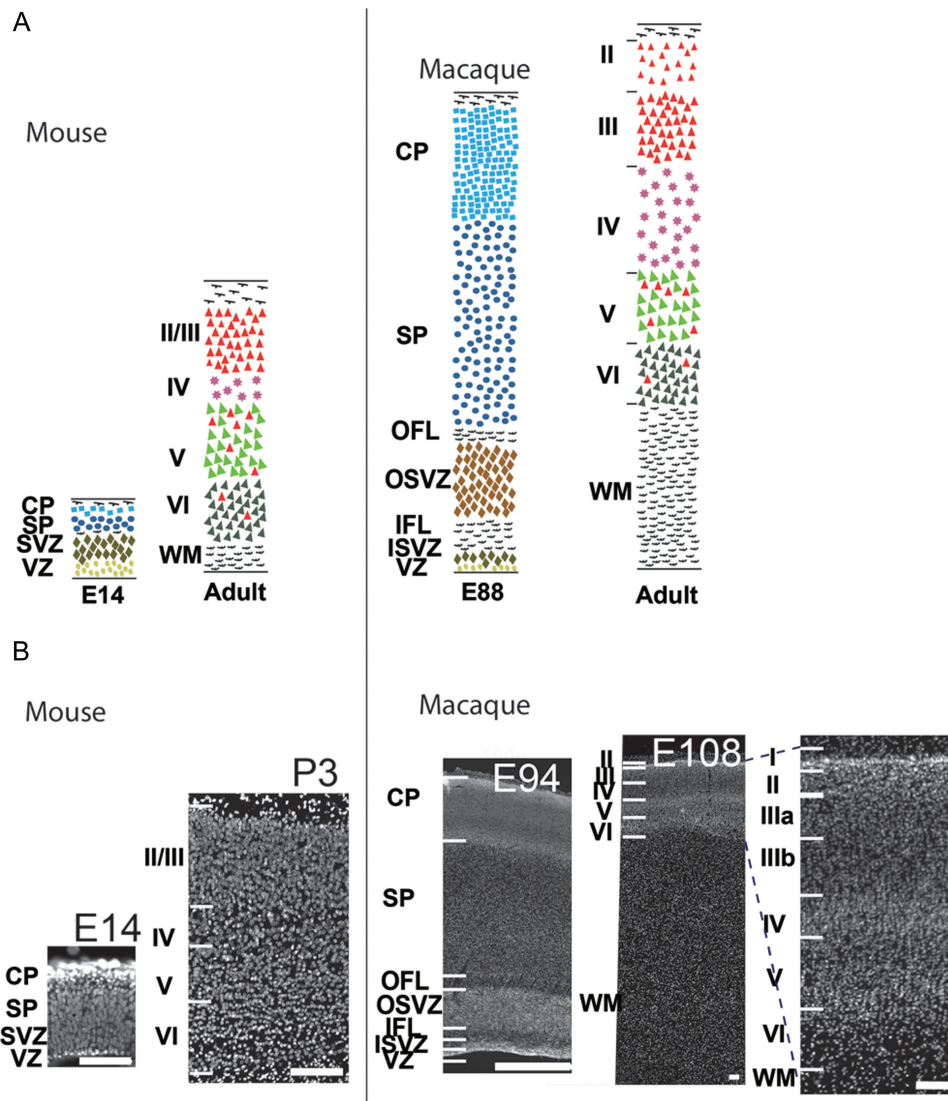 A
Mouse
II/III
IV
V
VI
WM
CP
SP
SVZ
VZ
E14
Adult
Macaque
CP
SP
OFL
OSVZ
IFL
ISVZ
VZ
E88
II
III
IV
V
VI
WM
Adult
B
Mouse
E14
CP
SP
SVZ
VZ
P3
II/III
IV
V
VI
Macaque
E94
CP
SP
OFL
OSVZ
IFL
ISVZ
VZ
E108
II
III
IV
V
VI
WM
I
II
IIIa
IIIb
IV
V
VI
WM